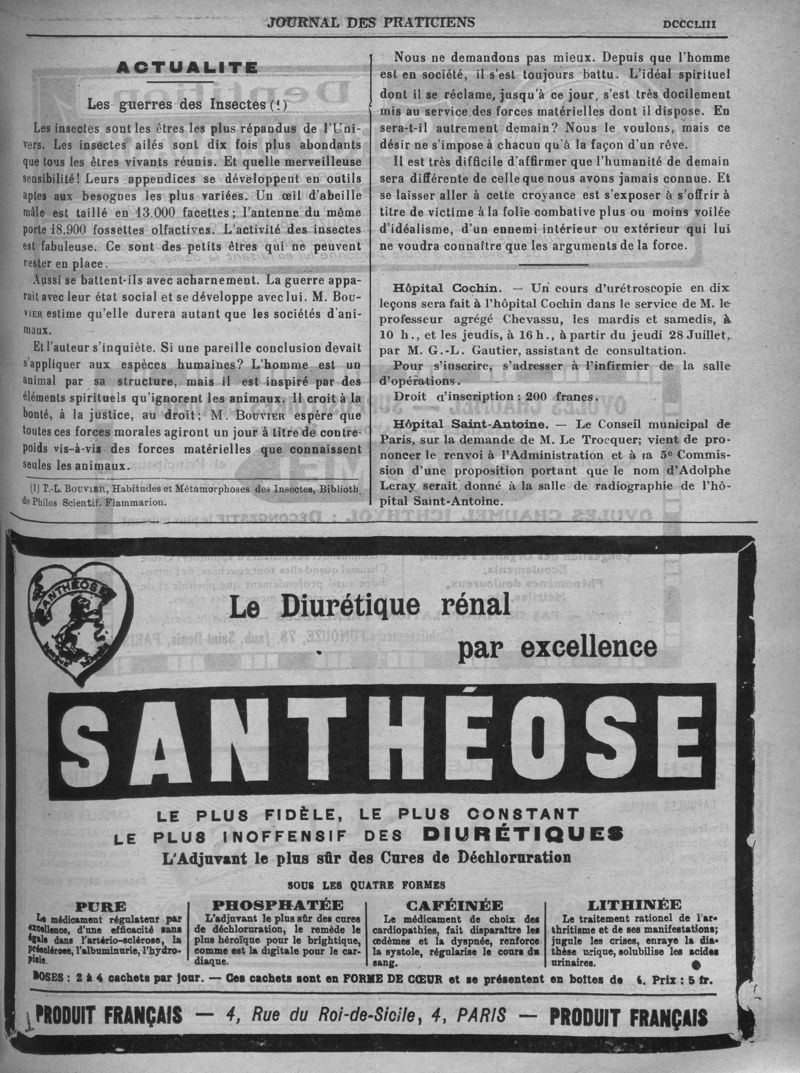 JOURNAL DES PRATICIENS
DCCCLIII
ACTUALITE
Les guerres des Insectes (1)
Les insectes sont les êtres les plus répandus de l'Uni-
vers. Les insectes ailés sont dix fois plus abondants
que tous les êtres vivants réunis. Et quelle merveilleuse
sensibilité! Leurs appendices se développent en outils
aptes aux besognes les plus variées. Un œil d'abeille
mâle est taillé en 13.000 facettes; l'antenne du même
porte 18.900 fossettes olfactives. L'activité des insectes
est fabuleuse. Ce sont des petits êtres qui ne peuvent
rester en place.
Aussi se battent-ils avec acharnement. La guerre appa-
rait avec leur état social et se développe avec lui. M. BOU-
VIER estime qu'elle durera autant que les sociétés d'ani-
maux.
Et l'auteur s'inquiète. Si une pareille conclusion devait
s'appliquer aux espèces humaines? L'homme est un
animal par sa structure, mais il est inspiré par des
éléments spirituels qu'ignorent les animaux. Il croit à la
bonté, à la justice, au droit; M. BOUVIER espère que
toutes ces forces morales agiront un jour à titre de contre-
poids vis-à-vis des forces matérielles que connaissent
seules les animaux.
(1) T.-L. BOUVIER, Habitudes et Métamorphoses des Insectes, Biblioth.
de Philos Scientif. Flammarion.
Nous ne demandons pas mieux. Depuis que l'homme
est en société, il s'est toujours battu. L'idéal spirituel
dont il se réclame, jusqu'à ce jour, s'est très docilement
mis au service des forces matérielles dont il dispose. En
sera-t-il autrement demain? Nous le voulons, mais ce
désir ne s'impose à chacun qu'à la façon d'un rêve.
Il est très difficile d'affirmer que l'humanité de demain
sera différente de celle que nous avons jamais connue. Et
se laisser aller à cette croyance est s'exposer à s'offrir à
titre de victime à la folie combative plus ou moins voilée
d'idéalisme, d'un ennemi intérieur ou extérieur qui lui
ne voudra connaître que les arguments de la force.
Hôpital Cochin. — Un cours d'urétroscopie en dix
leçons sera fait à l'hôpital Cochin dans le service de M. le
professeur agrégé Chevassu, les mardis et samedis, à
10 h., et les jeudis, à 16 h., à partir du jeudi 28 Juillet,
par M. G.-L. Gautier, assistant de consultation.
Pour s'inscrire, s'adresser à l'infirmier de la salle
d'opérations.
Droit d'inscription : 200 francs.
Hôpital Saint-Antoine. — Le Conseil municipal de
Paris, sur la demande de M. Le Trocquer; vient de pro-
noncer le renvoi à l'Administration et à la 5e Commis-
sion d'une proposition portant que le nom d'Adolphe
Leray serait donné à la salle de radiographie de l'hô-
pital Saint-Antoine.
SANTHÉOSE
Le Diurétique rénal
par excellence
SANTHÉOSE
LE PLUS FIDÈLE, LE PLUS CONSTANT
LE PLUS INOFFENSIF DES DIURÉTIQUES
L'Adjuvant le plus sûr des Cures de Déchloruration
SOUS LES QUATRE FORMES
PURE
Le médicament régulateur par
excellence, d'une efficacité sans
égale dans l'artério-sclérose, la
présclérose, l'albuminurie, l'hydro-
pisie.
PHOSPHATÉE
L'adjuvant le plus sûr des cures
de déchloruration, le remède le
plus héroïque pour le brightique,
comme est la digitale pour le car-
diaque.
CAFÉINÉE
Le médicament de choix des
cardiopathies, fait disparaître les
œdèmes et la dyspnée, renforce
la systole, régularise le cours du
sang.
LITHINÉE
Le traitement rationel de l'ar-
thritisme et de ses manifestations;
jugule les crises, enraye la dia-
thèse urique, solubilise les acides
urinaires.
DOSES : 2 à 4 cachets par jour. — Ces cachets sont en FORME DE CŒUR et se présentent en boîtes de Prix : 5 fr.
PRODUIT FRANÇAIS — 4, Rue du Roi-de-Sicile, 4, PARIS — PRODUIT FRANÇAIS